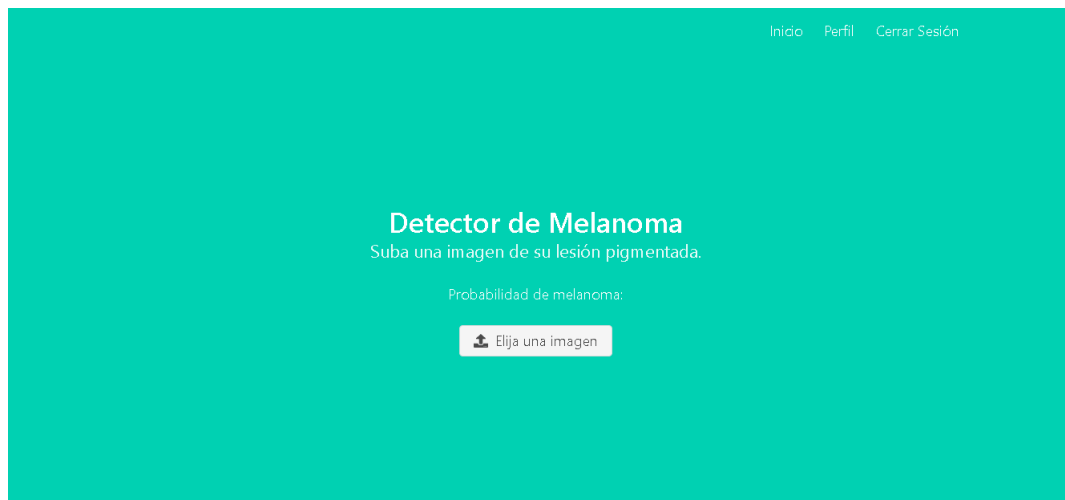 Inicio Perfil Cerrar Sesión
Detector de Melanoma
Suba una imagen de su lesión pigmentada.
Probabilidad de melanoma:
Elija una imagen